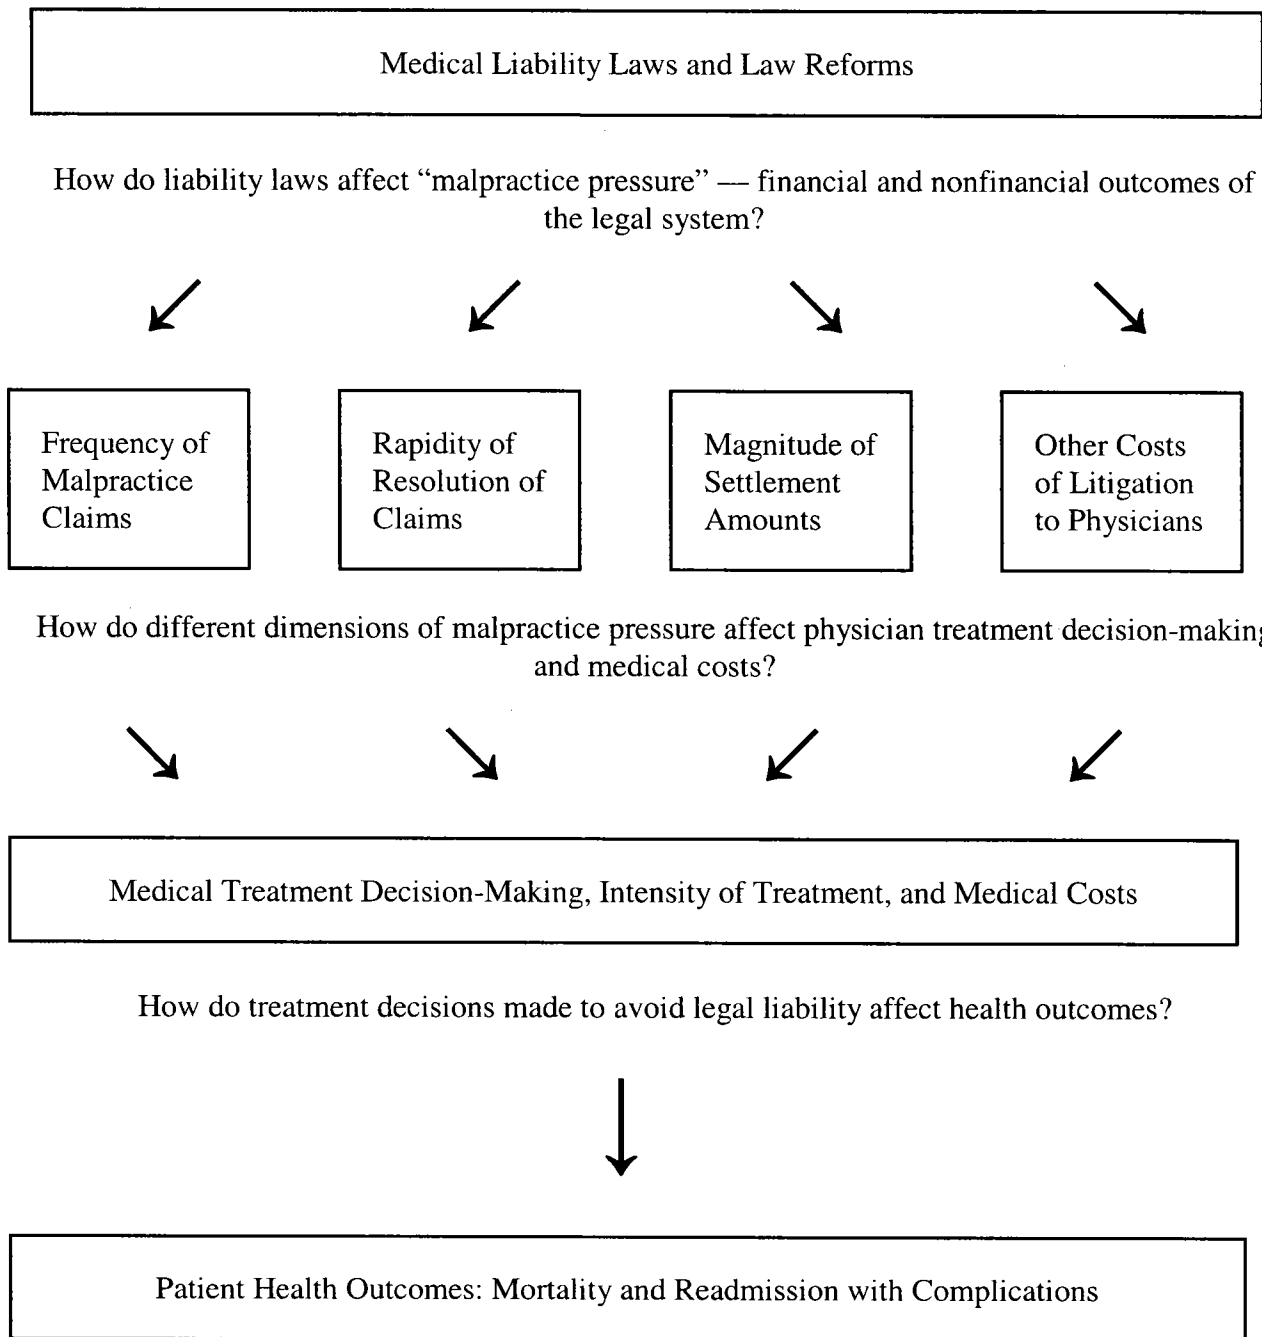 Medical Liability Laws and Law Reforms
How do liability laws affect “malpractice pressure” — financial and nonfinancial outcomes of
the legal system?
Frequency of
Malpractice
Claims
Rapidity of
Resolution of
Claims
Magnitude of
Settlement
Amounts
Other Costs
of Litigation
to Physicians
How do different dimensions of malpractice pressure affect physician treatment decision-making
and medical costs?
Medical Treatment Decision-Making, Intensity of Treatment, and Medical Costs
How do treatment decisions made to avoid legal liability affect health outcomes?
Patient Health Outcomes: Mortality and Readmission with Complications